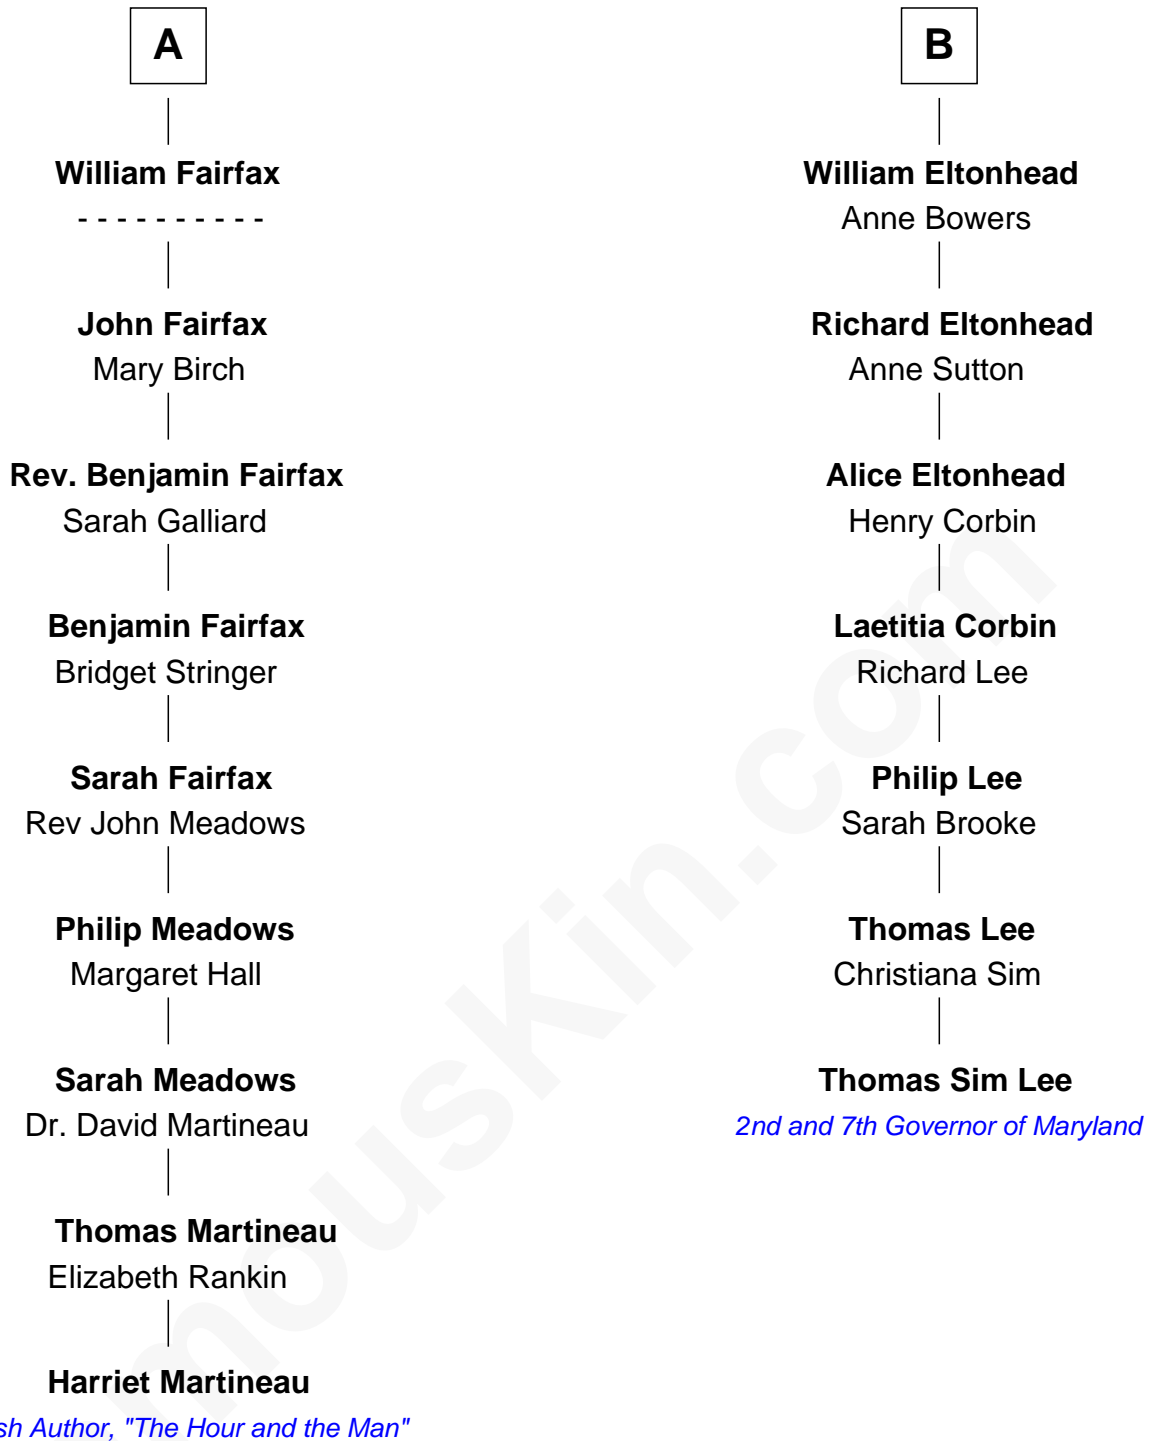 A
William Fairfax
- - - - - - - - - -
John Fairfax
Mary Birch
Rev. Benjamin Fairfax
Sarah Galliard
Benjamin Fairfax
Bridget Stringer
Sarah Fairfax
Rev John Meadows
Philip Meadows
Margaret Hall
Sarah Meadows
Dr. David Martineau
Thomas Martineau
Elizabeth Rankin
Harriet Martineau
sh Author, "The Hour and the Man"
B
William Eltonhead
Anne Bowers
Richard Eltonhead
Anne Sutton
Alice Eltonhead
Henry Corbin
Laetitia Corbin
Richard Lee
Philip Lee
Sarah Brooke
Thomas Lee
Christiana Sim
Thomas Sim Lee
2nd and 7th Governor of Maryland
mousKin.com